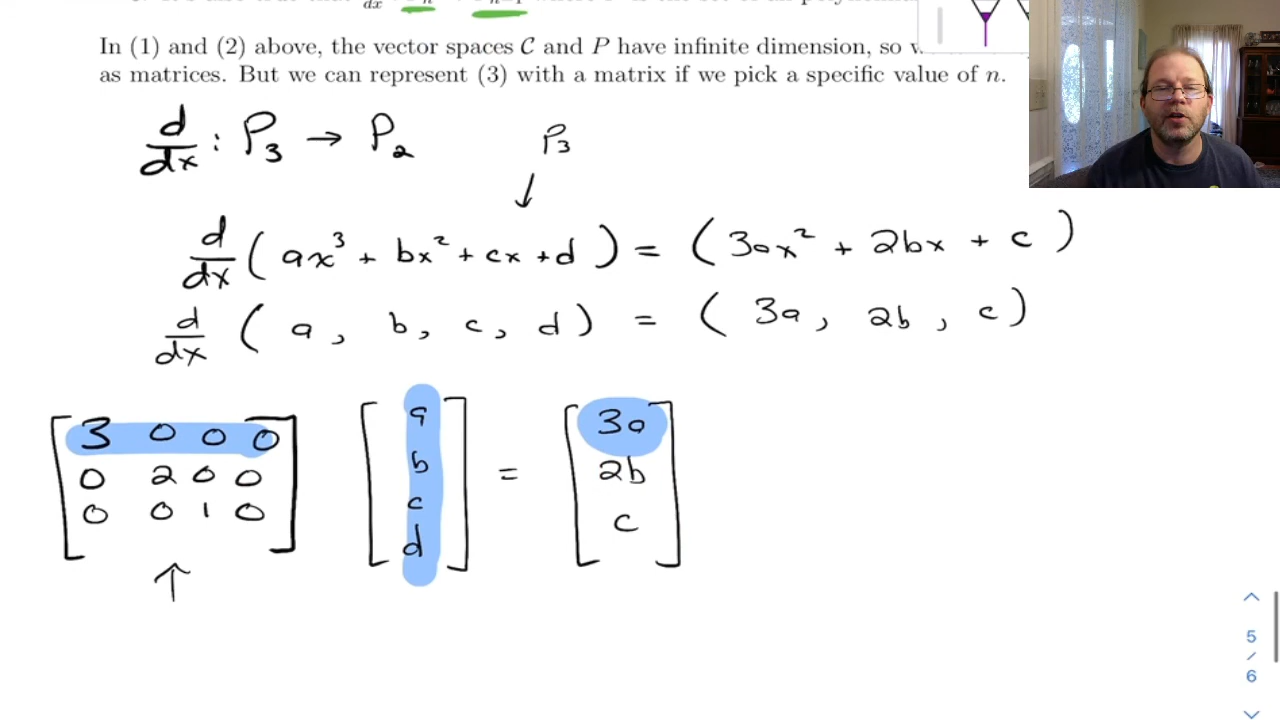 dx
In (1) and (2) above, the vector spaces C and P have infinite dimension, so
as matrices. But we can represent (3) with a matrix if we pick a specific value of n.
d/dx : P₃ → P₂
P₃
↓
d/dx ( ax³ + bx² + cx + d ) = ( 3ax² + 2bx + c )
d/dx ( a , b, c, d ) = ( 3a, 2b, c )
[ 3 0 0 0 ] [ a ] = [ 3a ]
[ 0 2 0 0 ] [ b ] [ 2b ]
[ 0 0 1 0 ] [ c ] [ c ]
[ d ]
↑
5
/
6